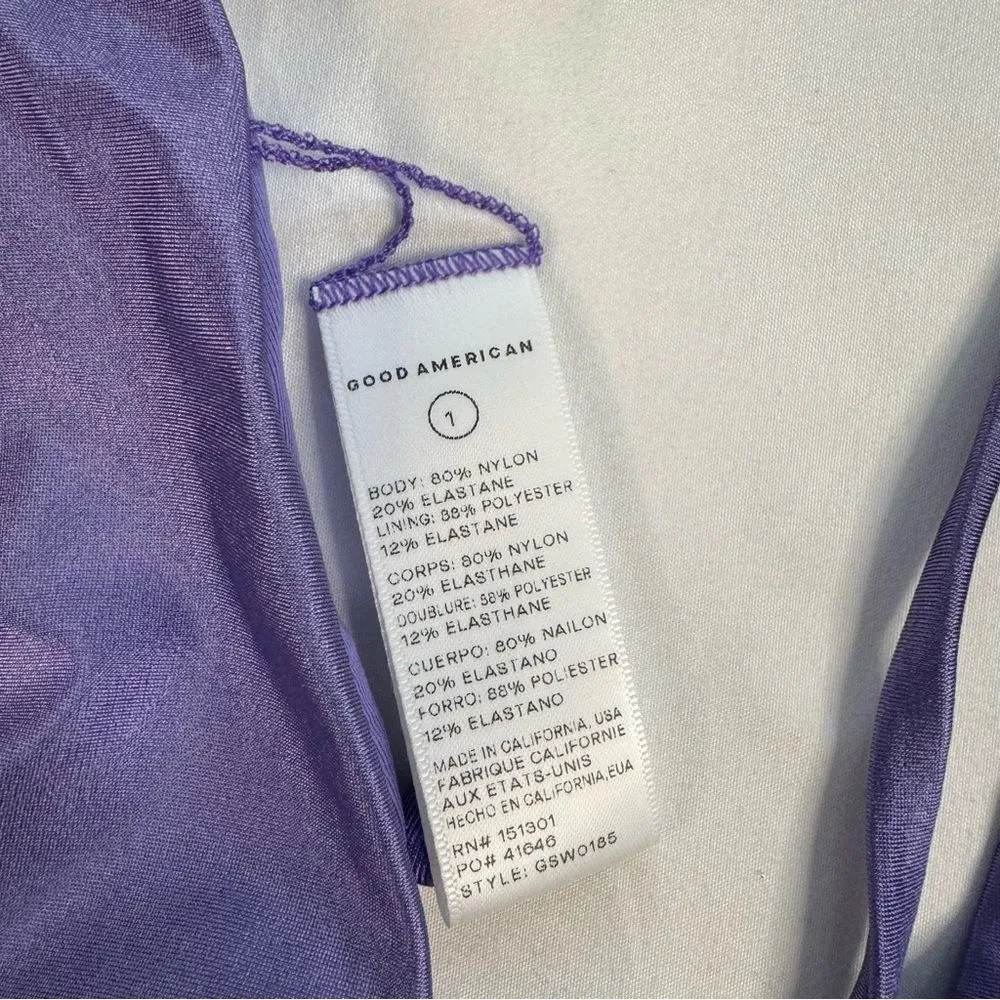 GOOD AMERICAN
1
BODY: 80% NYLON
20% ELASTANE
LINING: 88% POLYESTER
12% ELASTANE
CORPS: 80% NYLON
20% ELASTHANE
DOUBLURE: 88% POLYESTER
12% ELASTHANE
CUERPO: 80% NAILON
20% ELASTANO
FORRO: 88% POLIESTER
12% ELASTANO
MADE IN CALIFORNIA, USA
FABRIQUE CALIFORNIE
AUX ETATS-UNIS
HECHO EN CALIFORNIA, EUA
RN# 151301
PO# 41646
STYLE: GSW0185